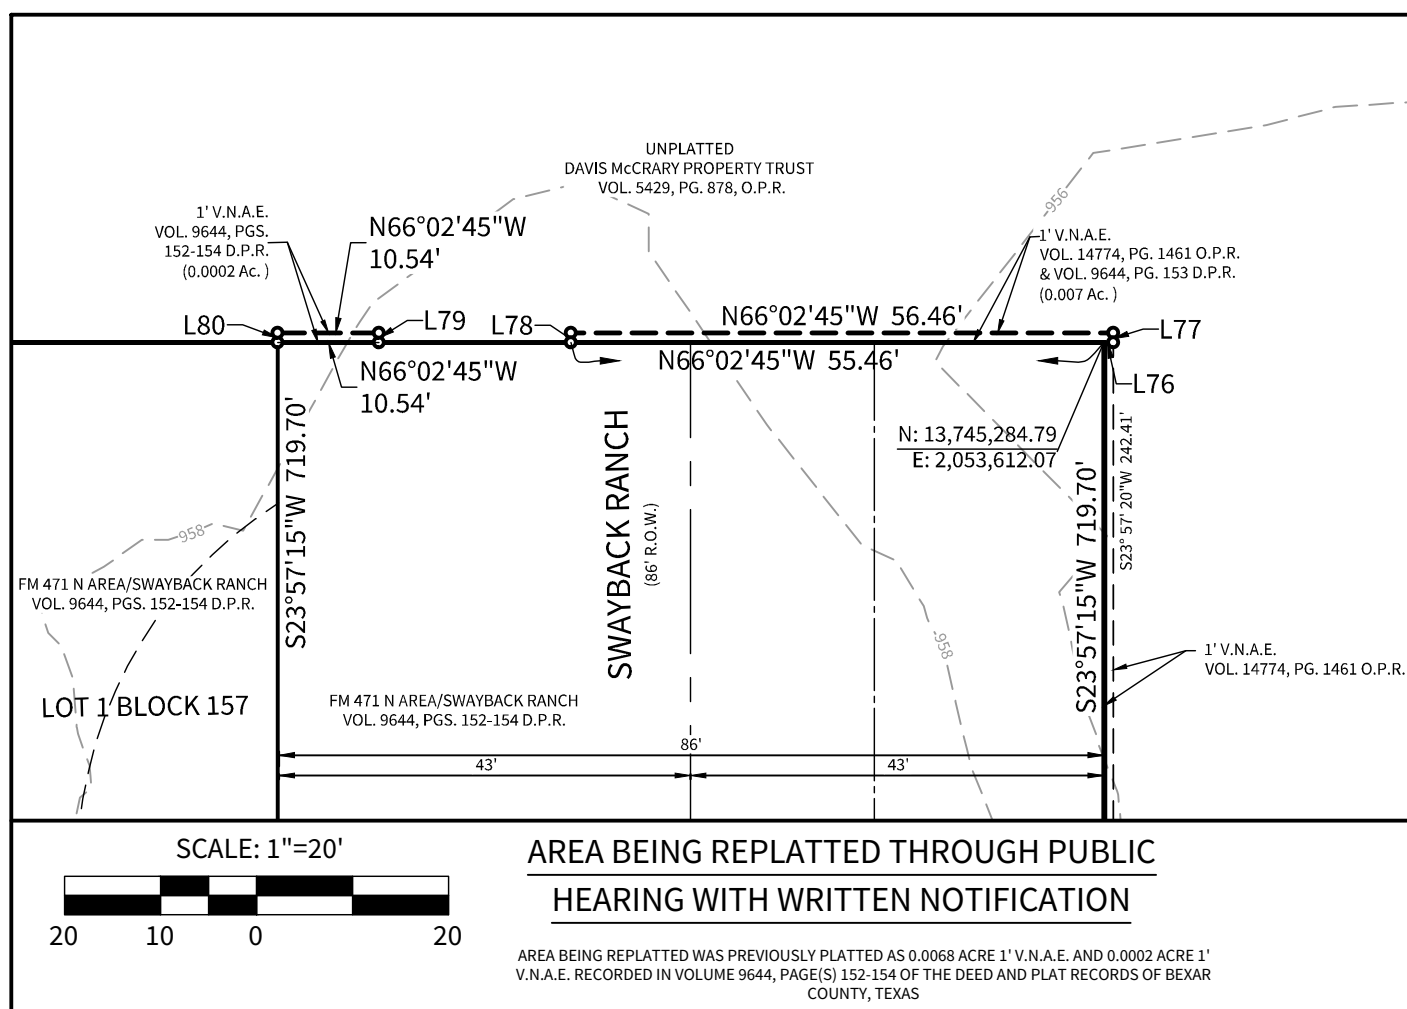 UNPLATTED
DAVIS McCRARY PROPERTY TRUST
VOL. 5429, PG. 878, O.P.R.
956
1' V.N.A.E.
VOL. 9644, PGS.
152-154 D.P.R.
(0.0002 Ac. )
N66°02'45"W
10.54'
1' V.N.A.E.
VOL. 14774, PG. 1461 O.P.R.
& VOL. 9644, PG. 153 D.P.R.
(0.007 Ac. )
L80
L79
L78
N66°02'45"W 56.46'
L77
N66°02'45"W
10.54'
N66°02'45"W 55.46'
L76
N: 13,745,284.79
E: 2,053,612.07
S23°57'15"W 719.70'
SWAYBACK RANCH
(86' R.O.W.)
S23°57'15"W 719.70'
S23° 57' 20"W 242.41'
958
FM 471 N AREA/SWAYBACK RANCH
VOL. 9644, PGS. 152-154 D.P.R.
958
1' V.N.A.E.
VOL. 14774, PG. 1461 O.P.R.
LOT 1 BLOCK 157
FM 471 N AREA/SWAYBACK RANCH
VOL. 9644, PGS. 152-154 D.P.R.
86'
43'
43'
SCALE: 1"=20'
20 10 0 20
AREA BEING REPLATTED THROUGH PUBLIC
HEARING WITH WRITTEN NOTIFICATION
AREA BEING REPLATTED WAS PREVIOUSLY PLATTED AS 0.0068 ACRE 1' V.N.A.E. AND 0.0002 ACRE 1'
V.N.A.E. RECORDED IN VOLUME 9644, PAGE(S) 152-154 OF THE DEED AND PLAT RECORDS OF BEXAR
COUNTY, TEXAS